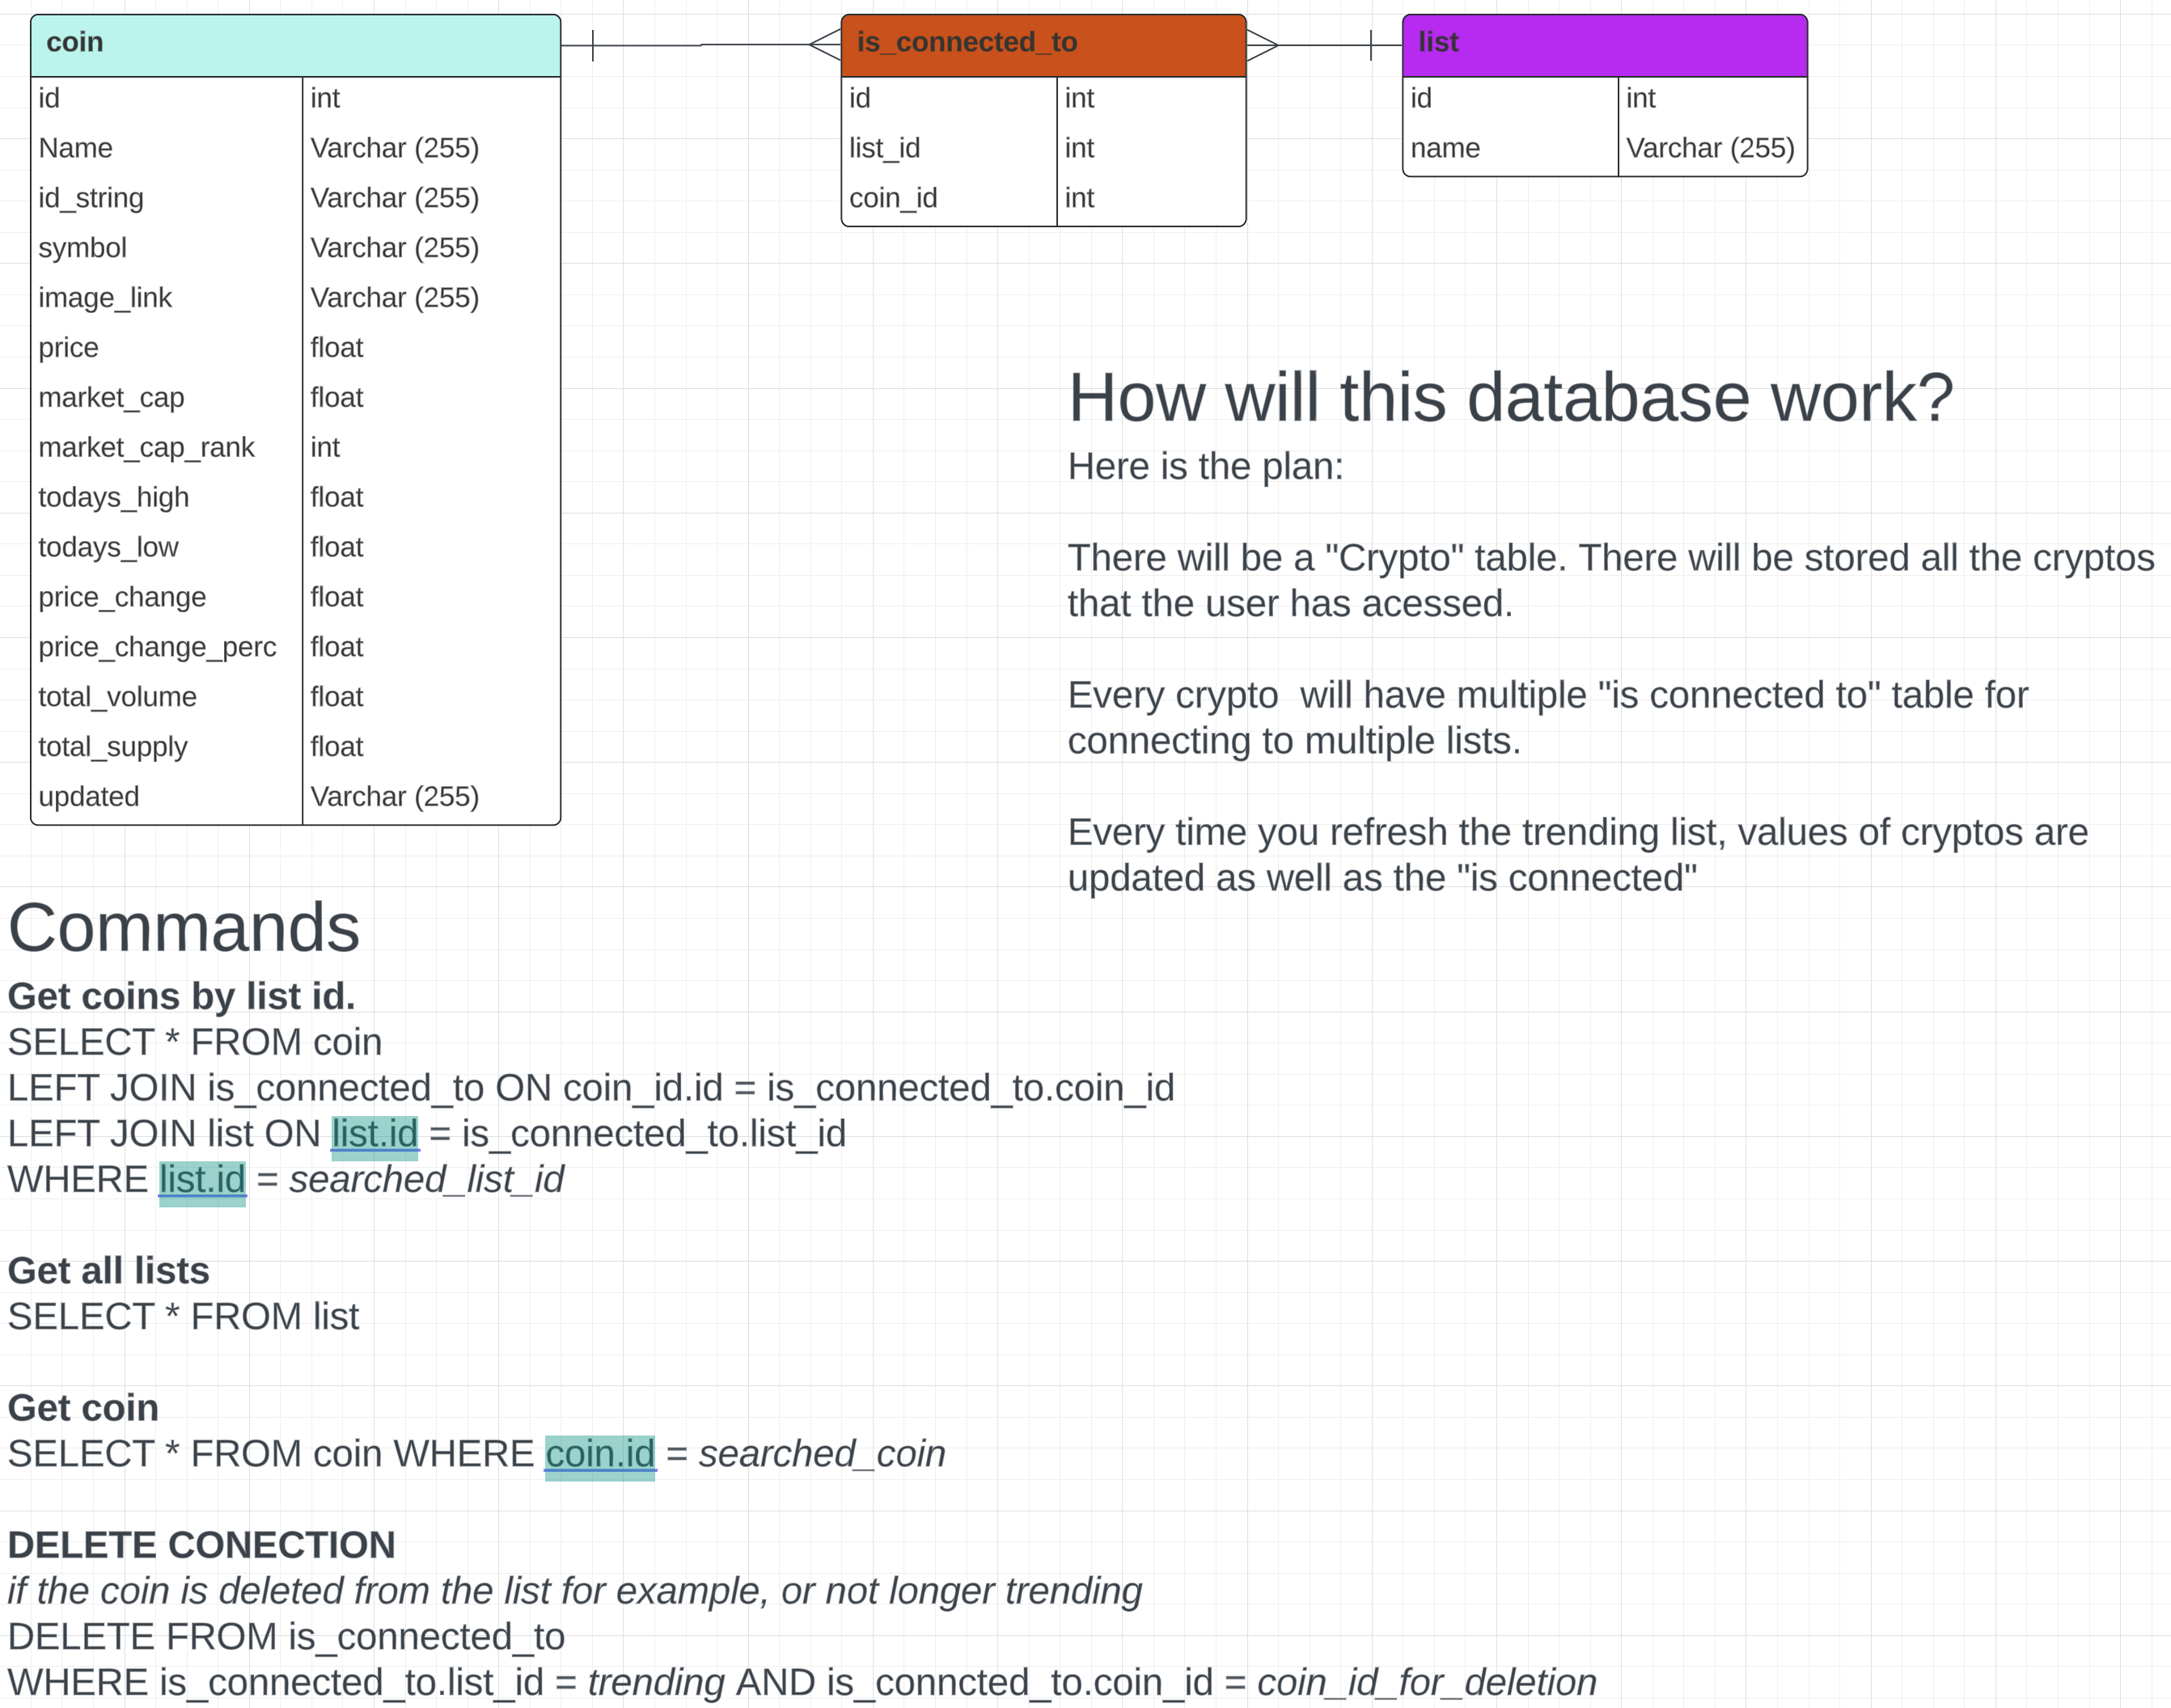 coin
id int
Name Varchar (255)
id_string Varchar (255)
symbol Varchar (255)
image_link Varchar (255)
price float
market_cap float
market_cap_rank int
todays_high float
todays_low float
price_change float
price_change_perc float
total_volume float
total_supply float
updated Varchar (255)
is_connected_to
id int
list_id int
coin_id int
list
id int
name Varchar (255)
How will this database work?
Here is the plan:
There will be a "Crypto" table. There will be stored all the cryptos
that the user has acessed.
Every crypto  will have multiple "is connected to" table for
connecting to multiple lists.
Every time you refresh the trending list, values of cryptos are
updated as well as the "is connected"
Commands
Get coins by list id.
SELECT * FROM coin
LEFT JOIN is_connected_to ON coin_id.id = is_connected_to.coin_id
LEFT JOIN list ON list.id = is_connected_to.list_id
WHERE list.id = searched_list_id
Get all lists
SELECT * FROM list
Get coin
SELECT * FROM coin WHERE coin.id = searched_coin
DELETE CONECTION
if the coin is deleted from the list for example, or not longer trending
DELETE FROM is_connected_to
WHERE is_connected_to.list_id = trending AND is_conncted_to.coin_id = coin_id_for_deletion